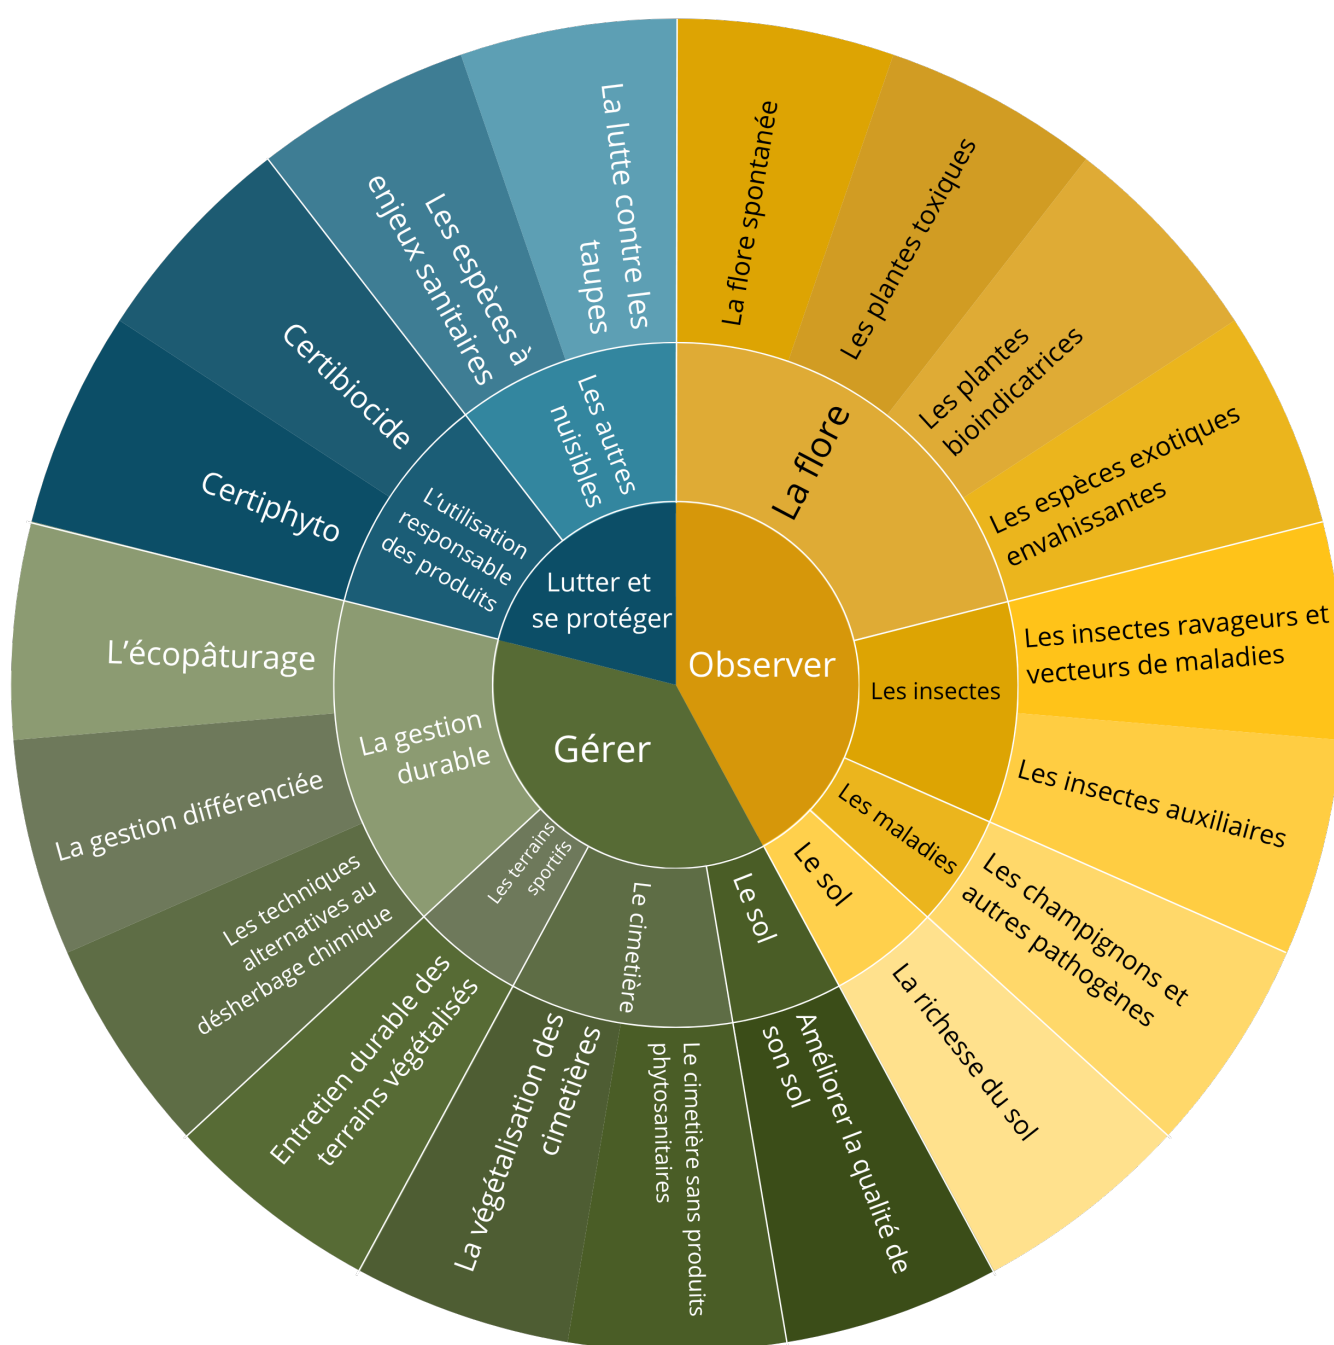 Observer
La flore
La flore spontanée
Les plantes toxiques
Les plantes
bioindicatrices
Les espèces exotiques
envahissantes
Les insectes
Les insectes ravageurs et
vecteurs de maladies
Les insectes auxiliaires
Les maladies
Les champignons et
autres pathogènes
Le sol
La richesse du sol
Gérer
Le sol
Améliorer la qualité de
son sol
Le cimetière
Le cimetière sans produits
phytosanitaires
La végétalisation des
cimetières
Les terrains
sportifs
Entretien durable des
terrains végétalisés
La gestion
durable
Les techniques
alternatives au
désherbage chimique
La gestion différenciée
L’écopâturage
Lutter et
se protéger
L’utilisation
responsable
des produits
Certiphyto
Certibiocide
Les autres
nuisibles
Les espèces à
enjeux sanitaires
La lutte contre les
taupes